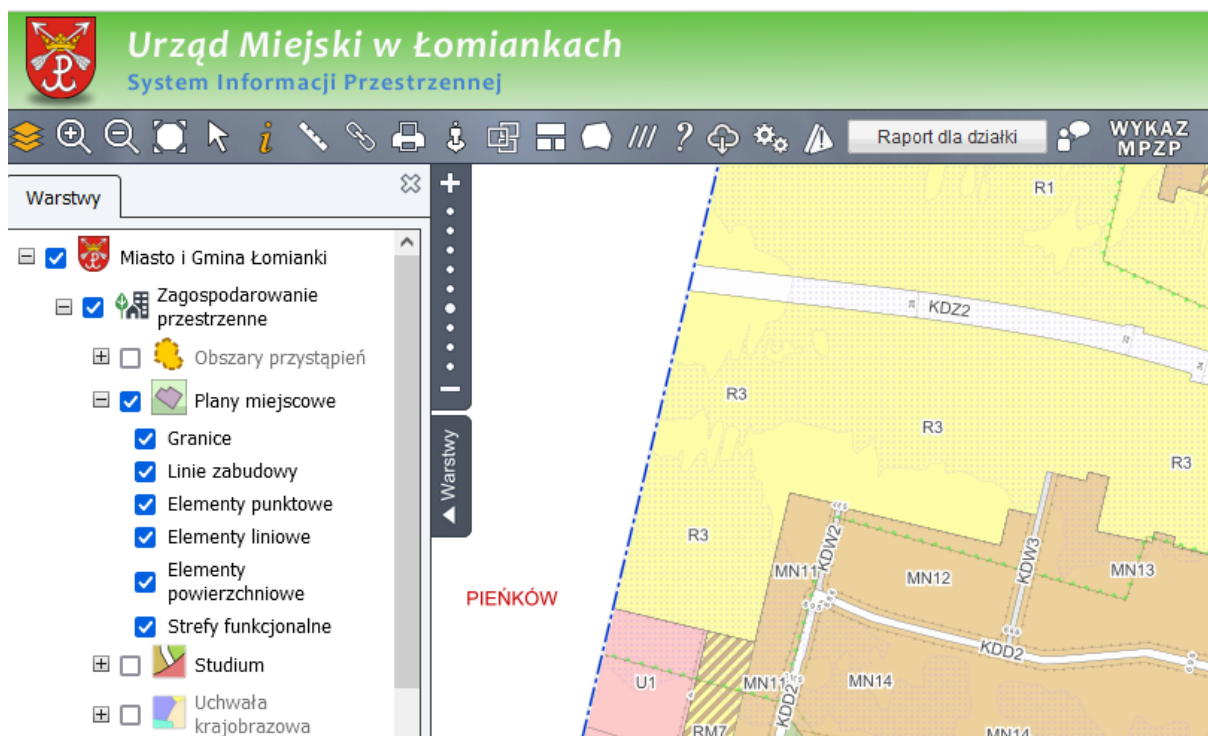 Urząd Miejski w Łomiankach
System Informacji Przestrzennej
Raport dla działki
WYKAZ
MPZP
Warstwy
Miasto i Gmina Łomianki
Zagospodarowanie
przestrzenne
Obszary przystąpień
Plany miejscowe
Granice
Linie zabudowy
Elementy punktowe
Elementy liniowe
Elementy
powierzchniowe
Strefy funkcjonalne
Studium
Uchwała
krajobrazowa
Warstwy
R1
KDZ2
R3
R3
R3
R3
KDW2
KDW3
MN11
MN12
MN13
PIEŃKÓW
KDD2
U1
MN11
MN14
KDD2
RM7
MN14